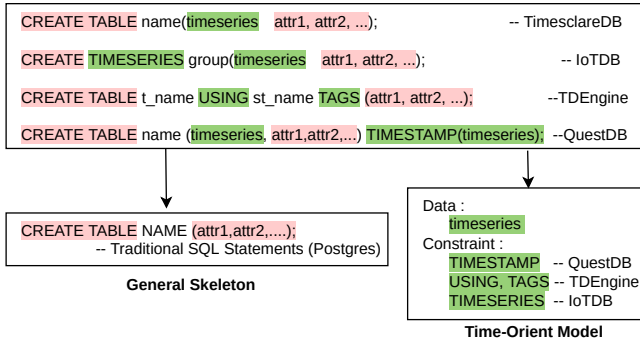 CREATE TABLE name(timeseries attr1, attr2, ...); -- TimesclareDB
CREATE TIMESERIES group(timeseries attr1, attr2, ...); -- IoTDB
CREATE TABLE t_name USING st_name TAGS (attr1, attr2, ...); --TDEngine
CREATE TABLE name (timeseries, attr1,attr2,...) TIMESTAMP(timeseries); --QuestDB
CREATE TABLE NAME (attr1,attr2,....);
-- Traditional SQL Statements (Postgres)
General Skeleton
Data :
timeseries
Constraint :
TIMESTAMP -- QuestDB
USING, TAGS -- TDEngine
TIMESERIES -- IoTDB
Time-Orient Model